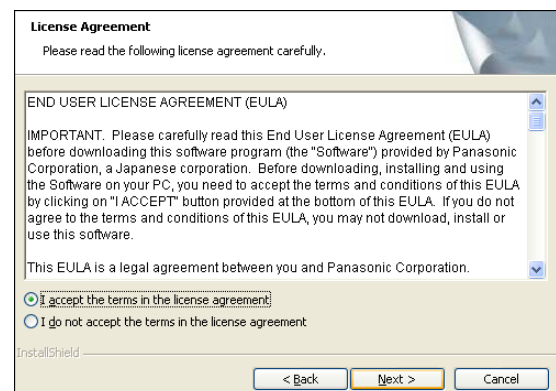 License Agreement
Please read the following license agreement carefully.
END USER LICENSE AGREEMENT (EULA)
IMPORTANT. Please carefully read this End User License Agreement (EULA)
before downloading this software program (the "Software") provided by Panasonic
Corporation, a Japanese corporation. Before downloading, installing and using
the Software on your PC, you need to accept the terms and conditions of this EULA
by clicking on "I ACCEPT" button provided at the bottom of this EULA. If you do not
agree to the terms and conditions of this EULA, you may not download, install or
use this software.
This EULA is a legal agreement between you and Panasonic Corporation.
I accept the terms in the license agreement
I do not accept the terms in the license agreement
InstallShield
< Back Next > Cancel